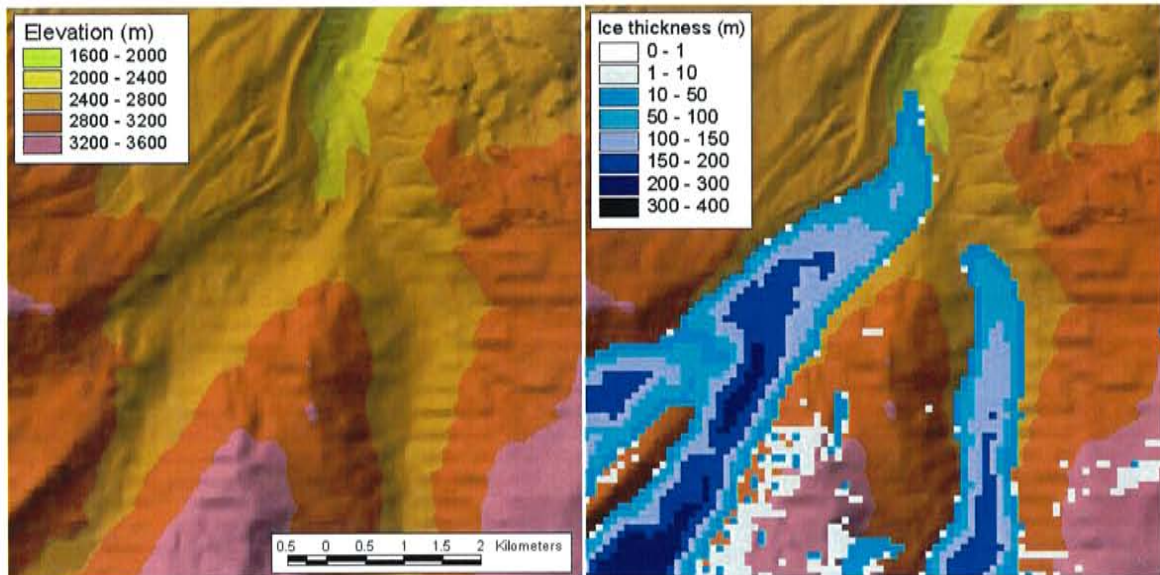 Elevation (m)
1600 - 2000
2000 - 2400
2400 - 2800
2800 - 3200
3200 - 3600
0.5 0 0.5 1 1.5 2 Kilometers
Ice thickness (m)
0 - 1
1 - 10
10 - 50
50 - 100
100 - 150
150 - 200
200 - 300
300 - 400